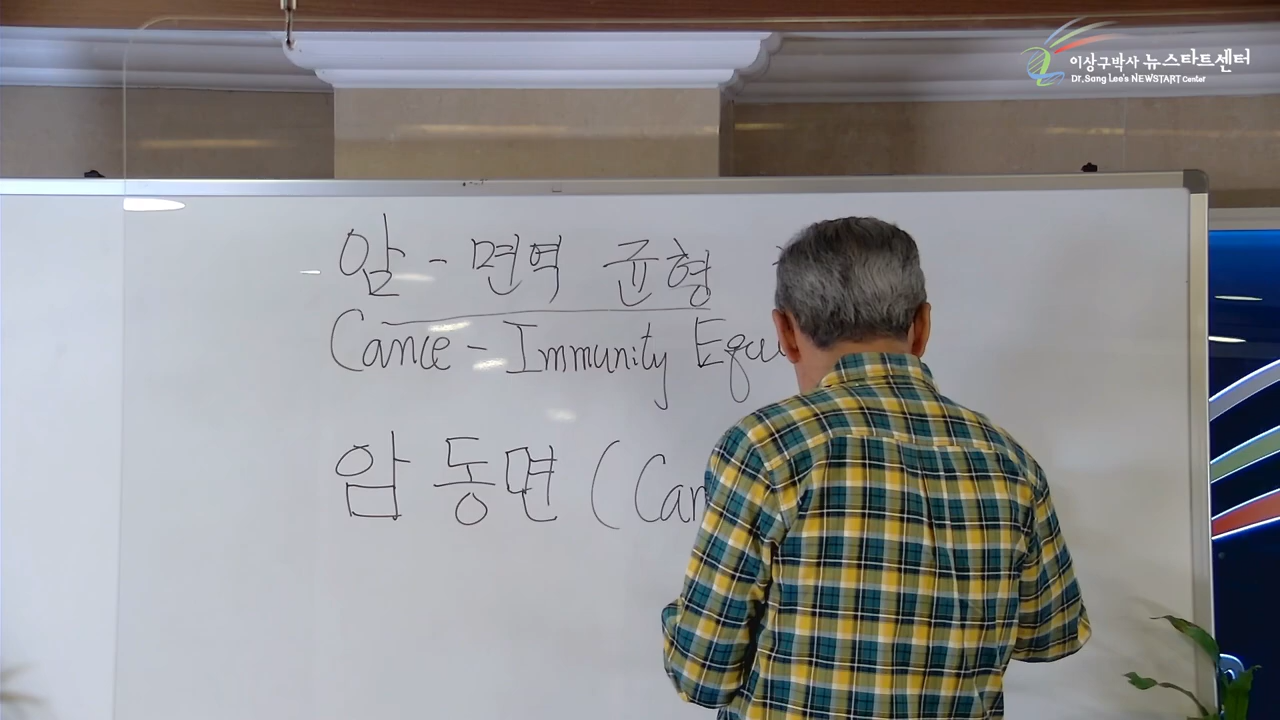 이상구박사 뉴스타트센터
Dr.Sang Lee's NEWSTART Center
암 - 면역 균형
Cance - Immunity Equ
암 동면 (Can